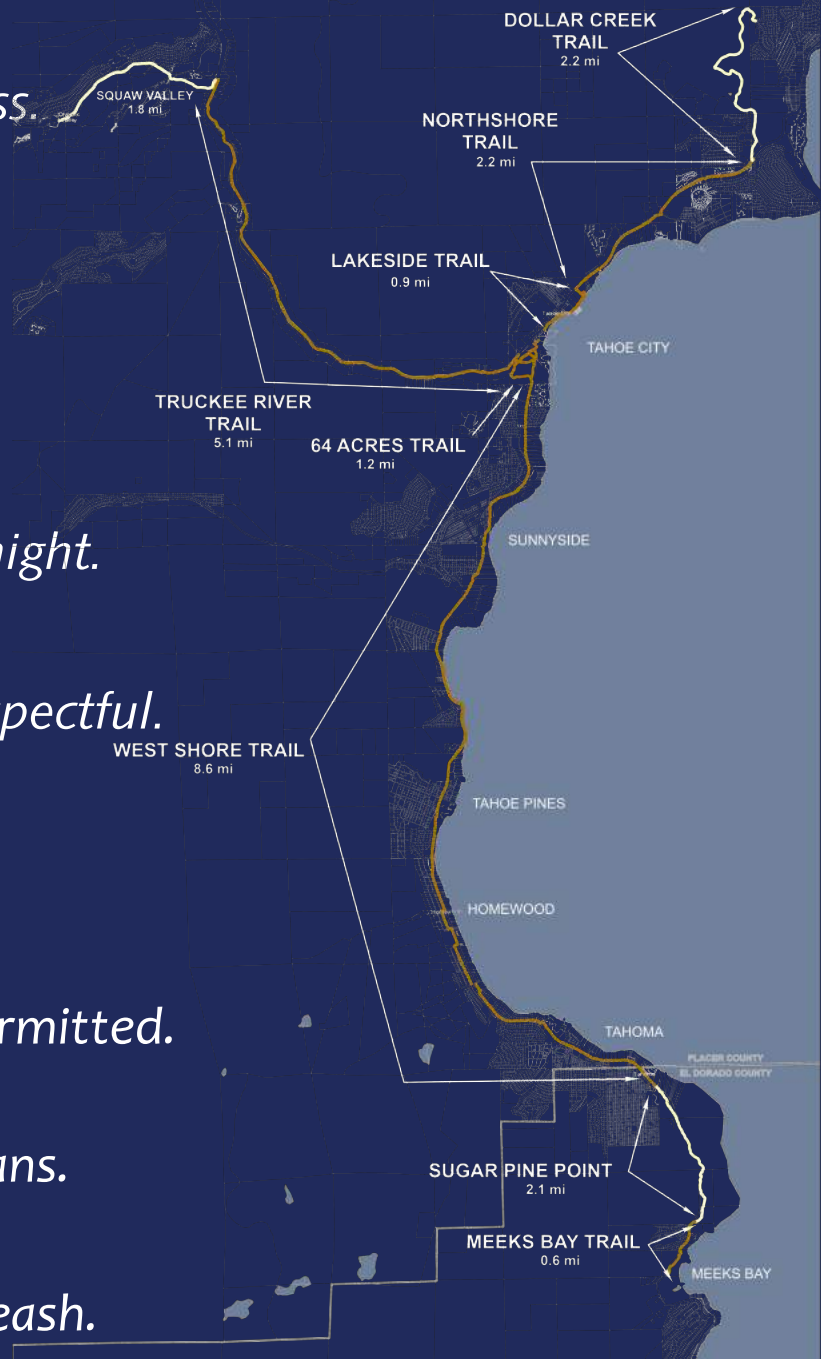 DOLLAR CREEK
TRAIL
2.2 mi
SQUAW VALLEY
1.8 mi
ss.
NORTHSHORE
TRAIL
2.2 mi
LAKESIDE TRAIL
0.9 mi
TAHOE CITY
TRUCKEE RIVER
TRAIL
5.1 mi
64 ACRES TRAIL
1.2 mi
SUNNYSIDE
night.
pectful.
WEST SHORE TRAIL
8.6 mi
TAHOE PINES
HOMEWOOD
rmitted.
TAHOMA
PLACER COUNTY
EL DORADO COUNTY
ans.
SUGAR PINE POINT
2.1 mi
MEEKS BAY TRAIL
0.6 mi
MEEKS BAY
eash.